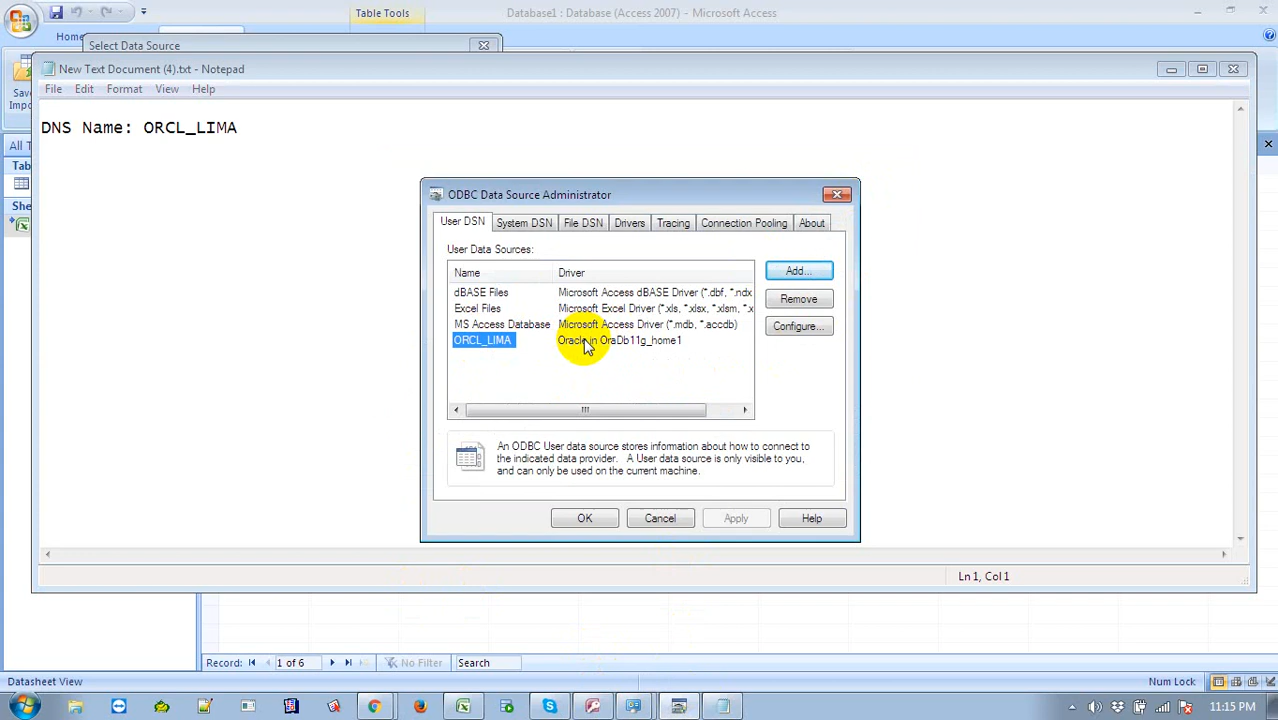 Table Tools
Database1 : Database (Access 2007) - Microsoft Access
Home
Select Data Source
New Text Document (4).txt - Notepad
File Edit Format View Help
DNS Name: ORCL_LIMA
All T
Tab
She
ODBC Data Source Administrator
User DSN System DSN File DSN Drivers Tracing Connection Pooling About
User Data Sources:
Name Driver
dBASE Files Microsoft Access dBASE Driver (*.dbf, *.ndx
Excel Files Microsoft Excel Driver (*.xls, *.xlsx, *.xlsm, *.x
MS Access Database Microsoft Access Driver (*.mdb, *.accdb)
ORCL_LIMA Oracle in OraDb11g_home1
Add...
Remove
Configure...
An ODBC User data source stores information about how to connect to
the indicated data provider. A User data source is only visible to you,
and can only be used on the current machine.
OK Cancel Apply Help
Ln 1, Col 1
Save
Impo
Record: 1 of 6 No Filter Search
Datasheet View Num Lock
11:15 PM